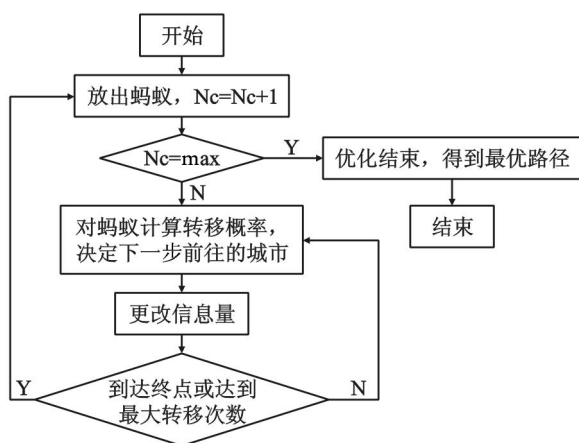 开始
放出蚂蚁，Nc=Nc+1
Nc=max
Y
优化结束，得到最优路径
N
结束
对蚂蚁计算转移概率，
决定下一步前往的城市
更改信息量
Y
到达终点或达到
最大转移次数
N